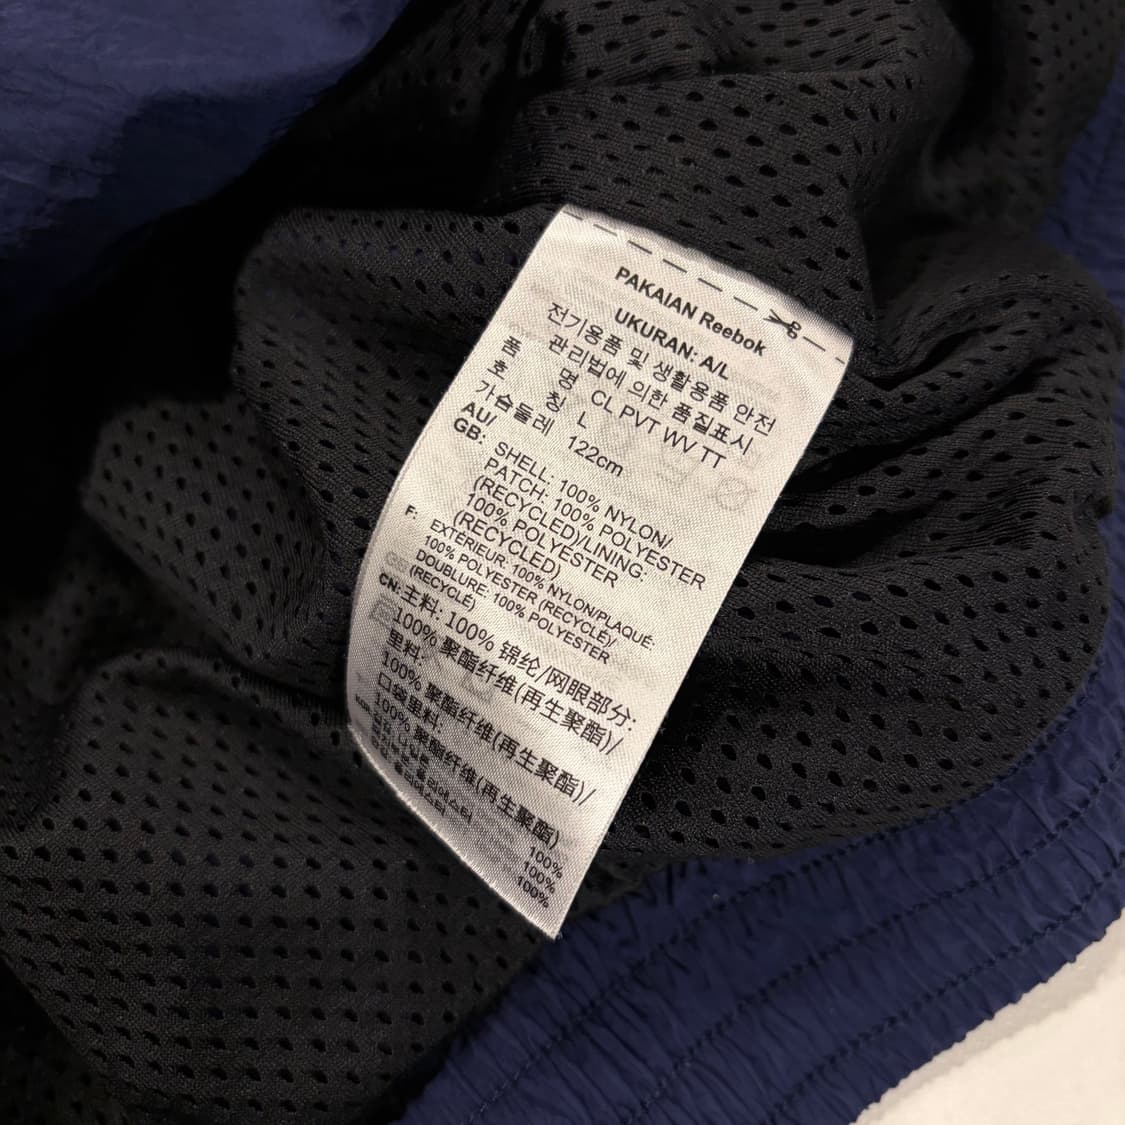 PAKAIAN Reebok
UKURAN: A/L
전기용품 및 생활용품 안전
관리법에 의한 품질표시
품 명 CL PVT WV TT
호 칭 L
가슴둘레 122cm
AU/
GB: SHELL: 100% NYLON/
PATCH: 100% POLYESTER
(RECYCLED)/LINING:
100% POLYESTER
(RECYCLED)
F: EXTÉRIEUR: 100% NYLON/PLAQUÉ:
100% POLYESTER (RECYCLÉ)/
DOUBLURE: 100% POLYESTER
(RECYCLÉ)
CN: 主料: 100% 锦纶/网眼部分:
100% 聚酯纤维(再生聚酯)/
里料:
100% 聚酯纤维(再生聚酯)/
口袋里料:
100% 聚酯纤维(再生聚酯)
100%
100%
100%